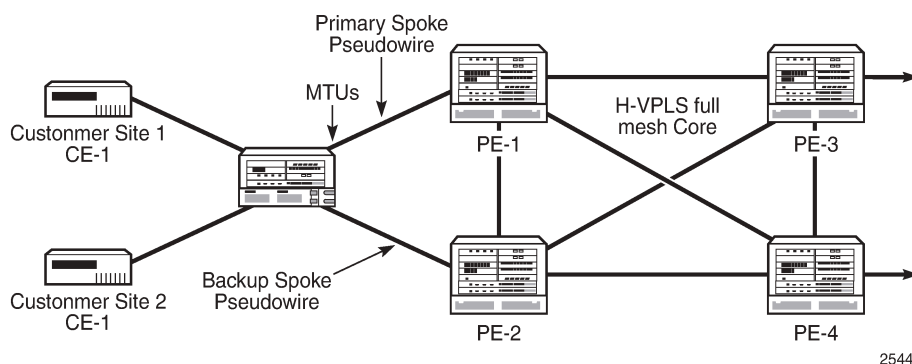 Primary Spoke
Pseudowire
MTUs
Custonmer Site 1
CE-1
PE-1
H-VPLS full
mesh Core
PE-3
Custonmer Site 2
CE-1
Backup Spoke
Pseudowire
PE-2
PE-4
2544